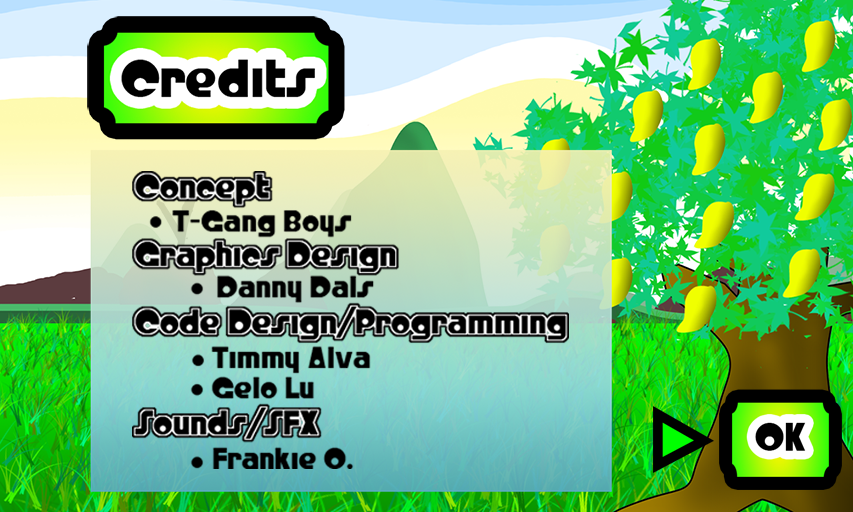 Credits
Concept
• T-Gang Boys
Graphics Design
• Danny Dals
Code Design/Programming
• Timmy Alva
• Gelo Lu
Sounds/SFX
• Frankie O.
OK